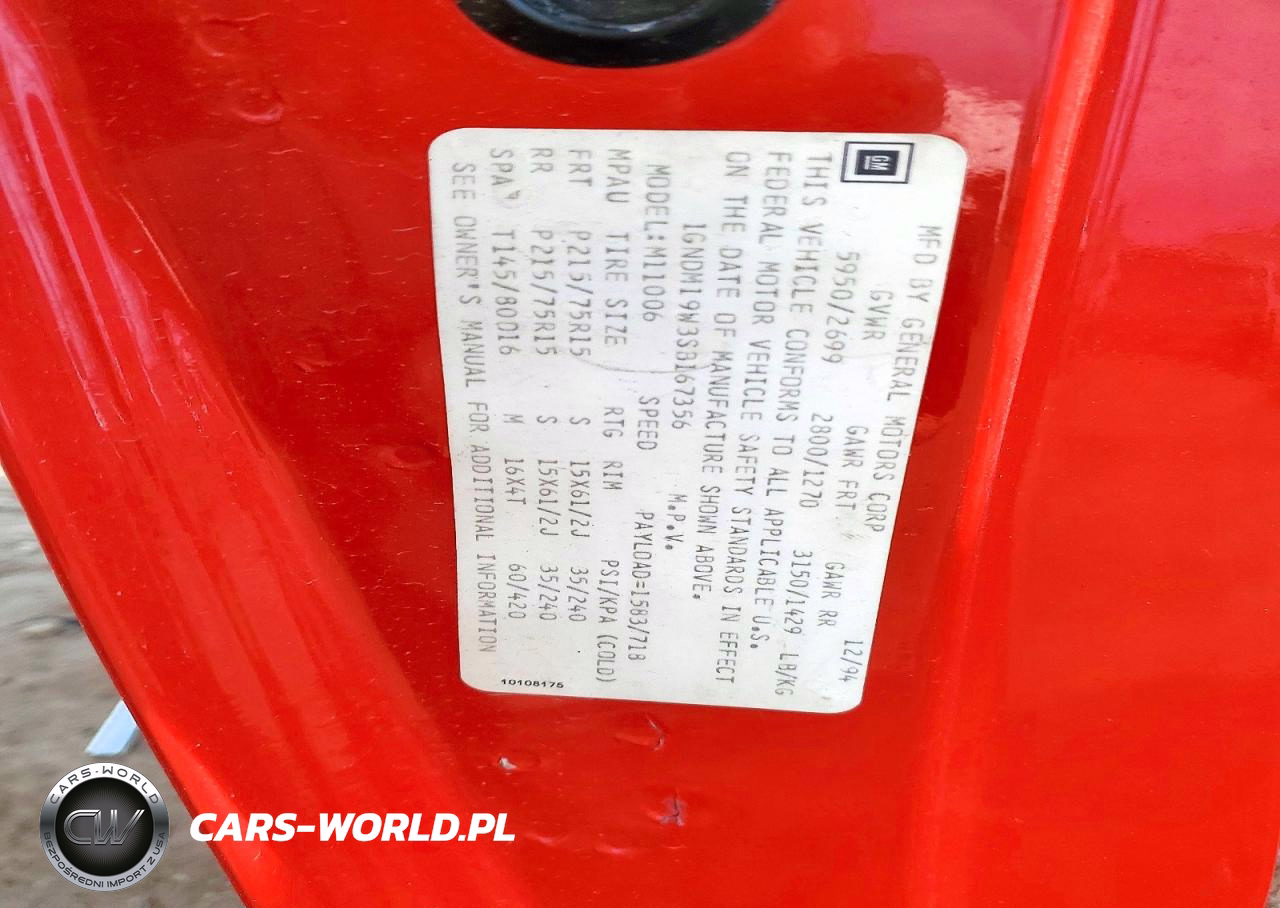 GM
MFD BY GENERAL MOTORS CORP 12/94
GVWR GAWR FRT GAWR RR
5950/2699 2800/1270 3150/1429 LB/KG
THIS VEHICLE CONFORMS TO ALL APPLICABLE U.S.
FEDERAL MOTOR VEHICLE SAFETY STANDARDS IN EFFECT
ON THE DATE OF MANUFACTURE SHOWN ABOVE.
1GNDM19W3SB167356 M.P.V.
MODEL:M11006 SPEED PAYLOAD=1583/718
MPAU TIRE SIZE RTG RIM PSI/KPA (COLD)
FRT P215/75R15 S 15X61/2J 35/240
RR P215/75R15 S 15X61/2J 35/240
SPA T145/80D16 M 16X4T 60/420
SEE OWNER'S MANUAL FOR ADDITIONAL INFORMATION
10108175
CARS-WORLD
CW
BEZPOŚREDNI IMPORT Z USA
CARS-WORLD.PL